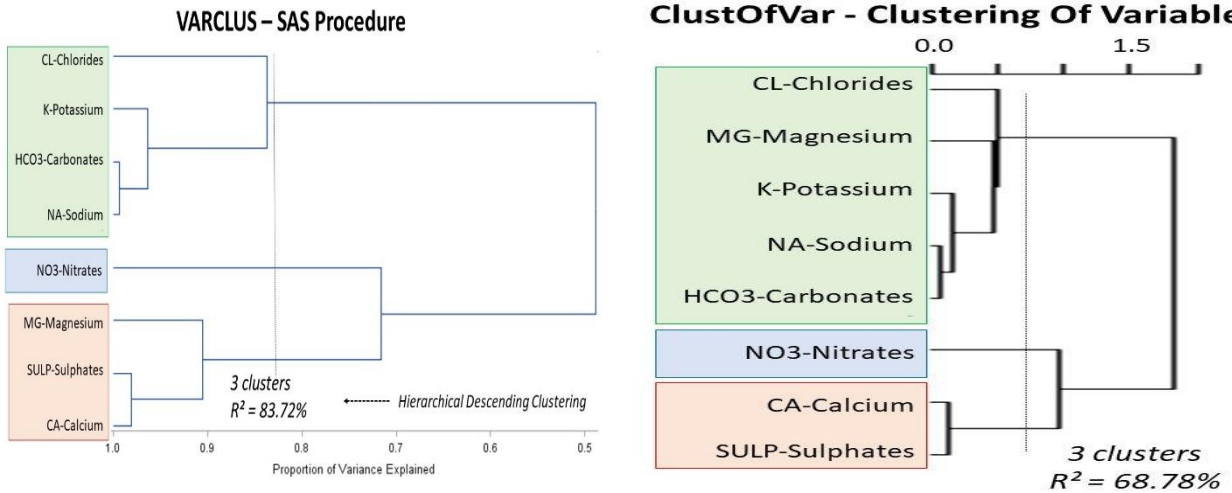 VARCLUS – SAS Procedure
CL-Chlorides
K-Potassium
HCO3-Carbonates
NA-Sodium
NO3-Nitrates
MG-Magnesium
SULP-Sulphates
CA-Calcium
3 clusters
R² = 83.72%
Hierarchical Descending Clustering
1.0 0.9 0.8 0.7 0.6 0.5
Proportion of Variance Explained
ClustOfVar - Clustering Of Variable
0.0 1.5
CL-Chlorides
MG-Magnesium
K-Potassium
NA-Sodium
HCO3-Carbonates
NO3-Nitrates
CA-Calcium
SULP-Sulphates
3 clusters
R² = 68.78%